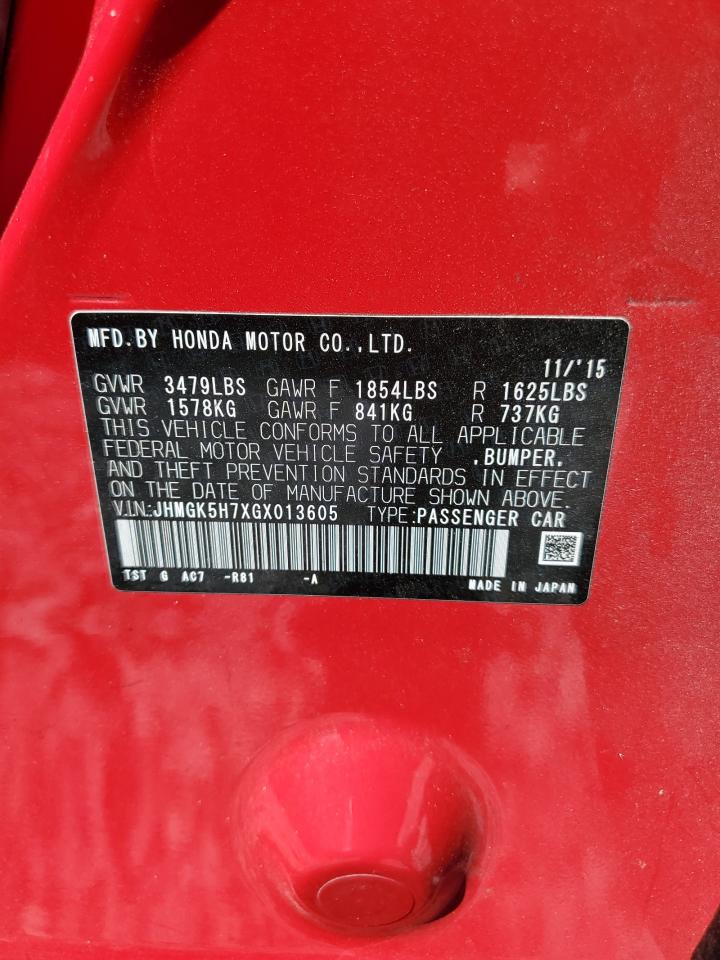 MFD.BY HONDA MOTOR CO.,LTD.
11/'15
GVWR 3479LBS GAWR F 1854LBS R 1625LBS
GVWR 1578KG GAWR F 841KG R 737KG
THIS VEHICLE CONFORMS TO ALL APPLICABLE
FEDERAL MOTOR VEHICLE SAFETY ,BUMPER,
AND THEFT PREVENTION STANDARDS IN EFFECT
ON THE DATE OF MANUFACTURE SHOWN ABOVE.
V.I.N:JHMGK5H7XGX013605 TYPE:PASSENGER CAR
TST G AC7 -R81 -A MADE IN JAPAN